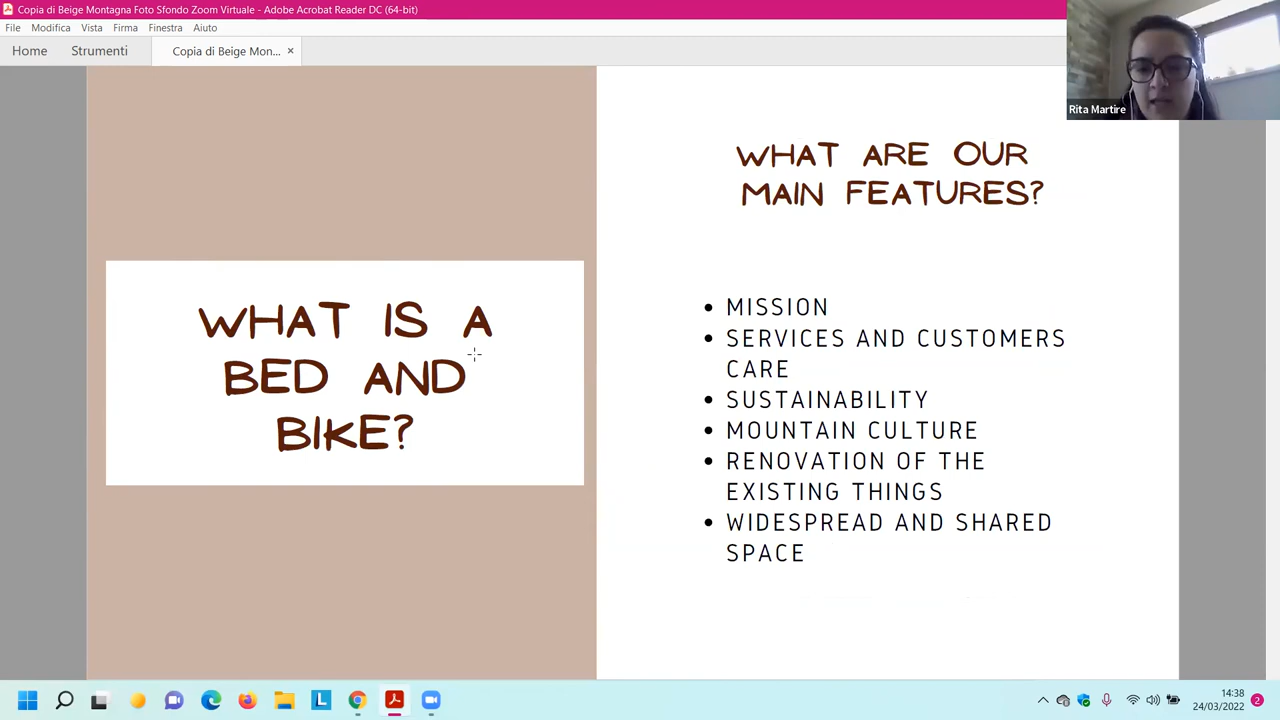 Copia di Beige Montagna Foto Sfondo Zoom Virtuale - Adobe Acrobat Reader DC (64-bit)
File Modifica Vista Firma Finestra Aiuto
Home Strumenti Copia di Beige Mon... ×
Rita Martire
WHAT IS A
BED AND
BIKE?
WHAT ARE OUR
MAIN FEATURES?
• MISSION
• SERVICES AND CUSTOMERS
CARE
• SUSTAINABILITY
• MOUNTAIN CULTURE
• RENOVATION OF THE
EXISTING THINGS
• WIDESPREAD AND SHARED
SPACE
L
14:38
24/03/2022
2